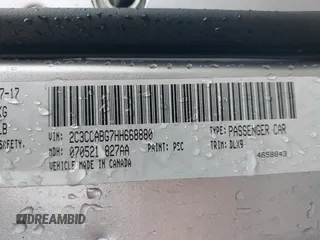 7-17
KG
LB
SAFETY,
VIN: 2C3CCABG7HH668880
TYPE: PASSENGER CAR
MDH: 070521 827AA
PAINT: PSC
TRIM: DLX9
VEHICLE MADE IN CANADA
4658843
DREAMBID